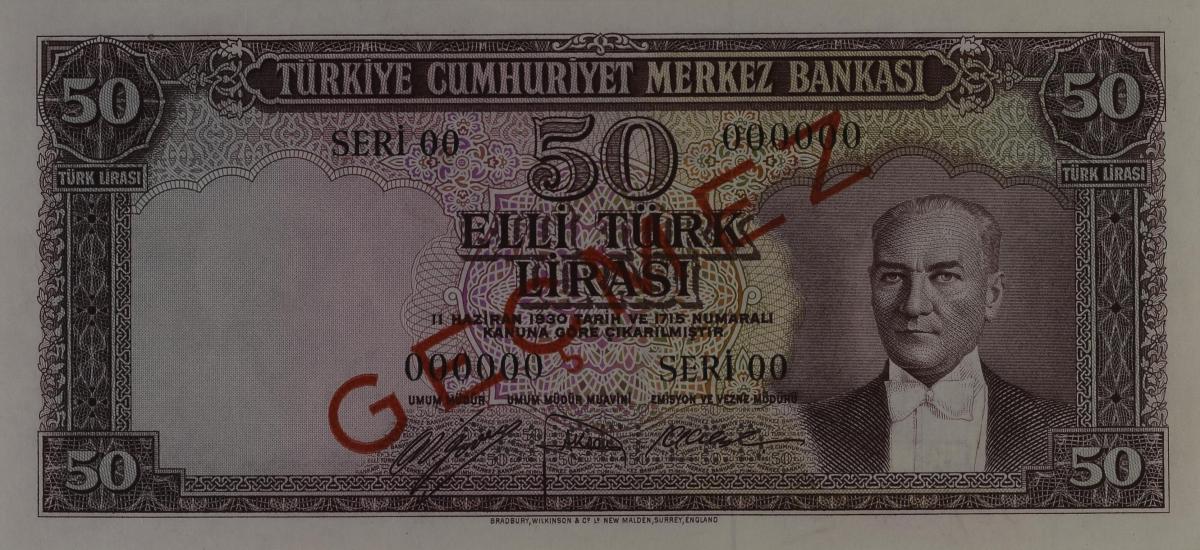 TÜRKİYE CUMHURİYET MERKEZ BANKASI
50 50
SERİ 00 50 000000
TÜRK LİRASI TÜRK LİRASI
ELLİ TÜRK
LİRASI
11 HAZİRAN 1930 TARİH VE 1715 NUMARALI
KANUNA GÖRE ÇIKARILMIŞTIR.
000000 SERİ 00
UMUM MÜDÜR UMUM MÜDÜR MUAVİNİ EMİSYON VE VEZNE MÜDÜRÜ
GEÇMEZ
50 50
BRADBURY, WILKINSON & Cº Lᴰ NEW MALDEN, SURREY, ENGLAND